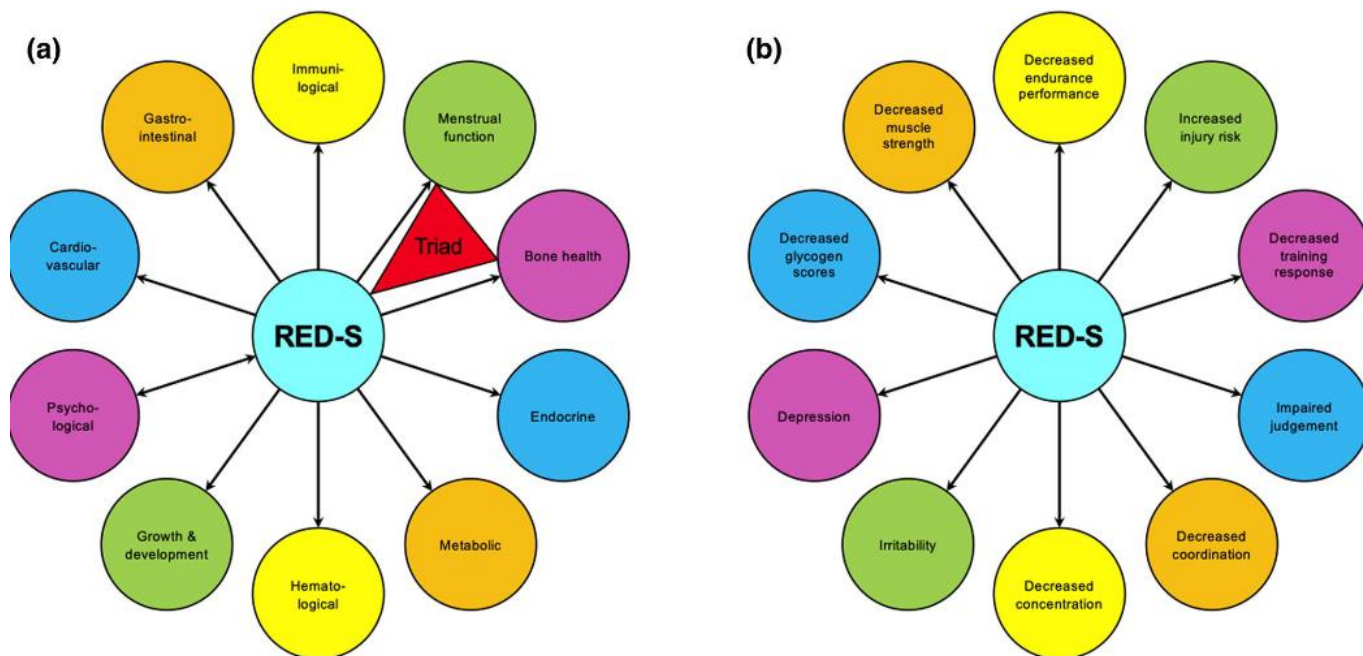 (a)
Immuni-
logical
Menstrual
function
Bone health
Endocrine
Metabolic
Hemato-
logical
Growth &
development
Psycho-
logical
Cardio-
vascular
Gastro-
intestinal
Triad
RED-S
(b)
Decreased
endurance
performance
Increased
injury risk
Decreased
training
response
Impaired
judgement
Decreased
coordination
Decreased
concentration
Irritability
Depression
Decreased
glycogen
scores
Decreased
muscle
strength
RED-S